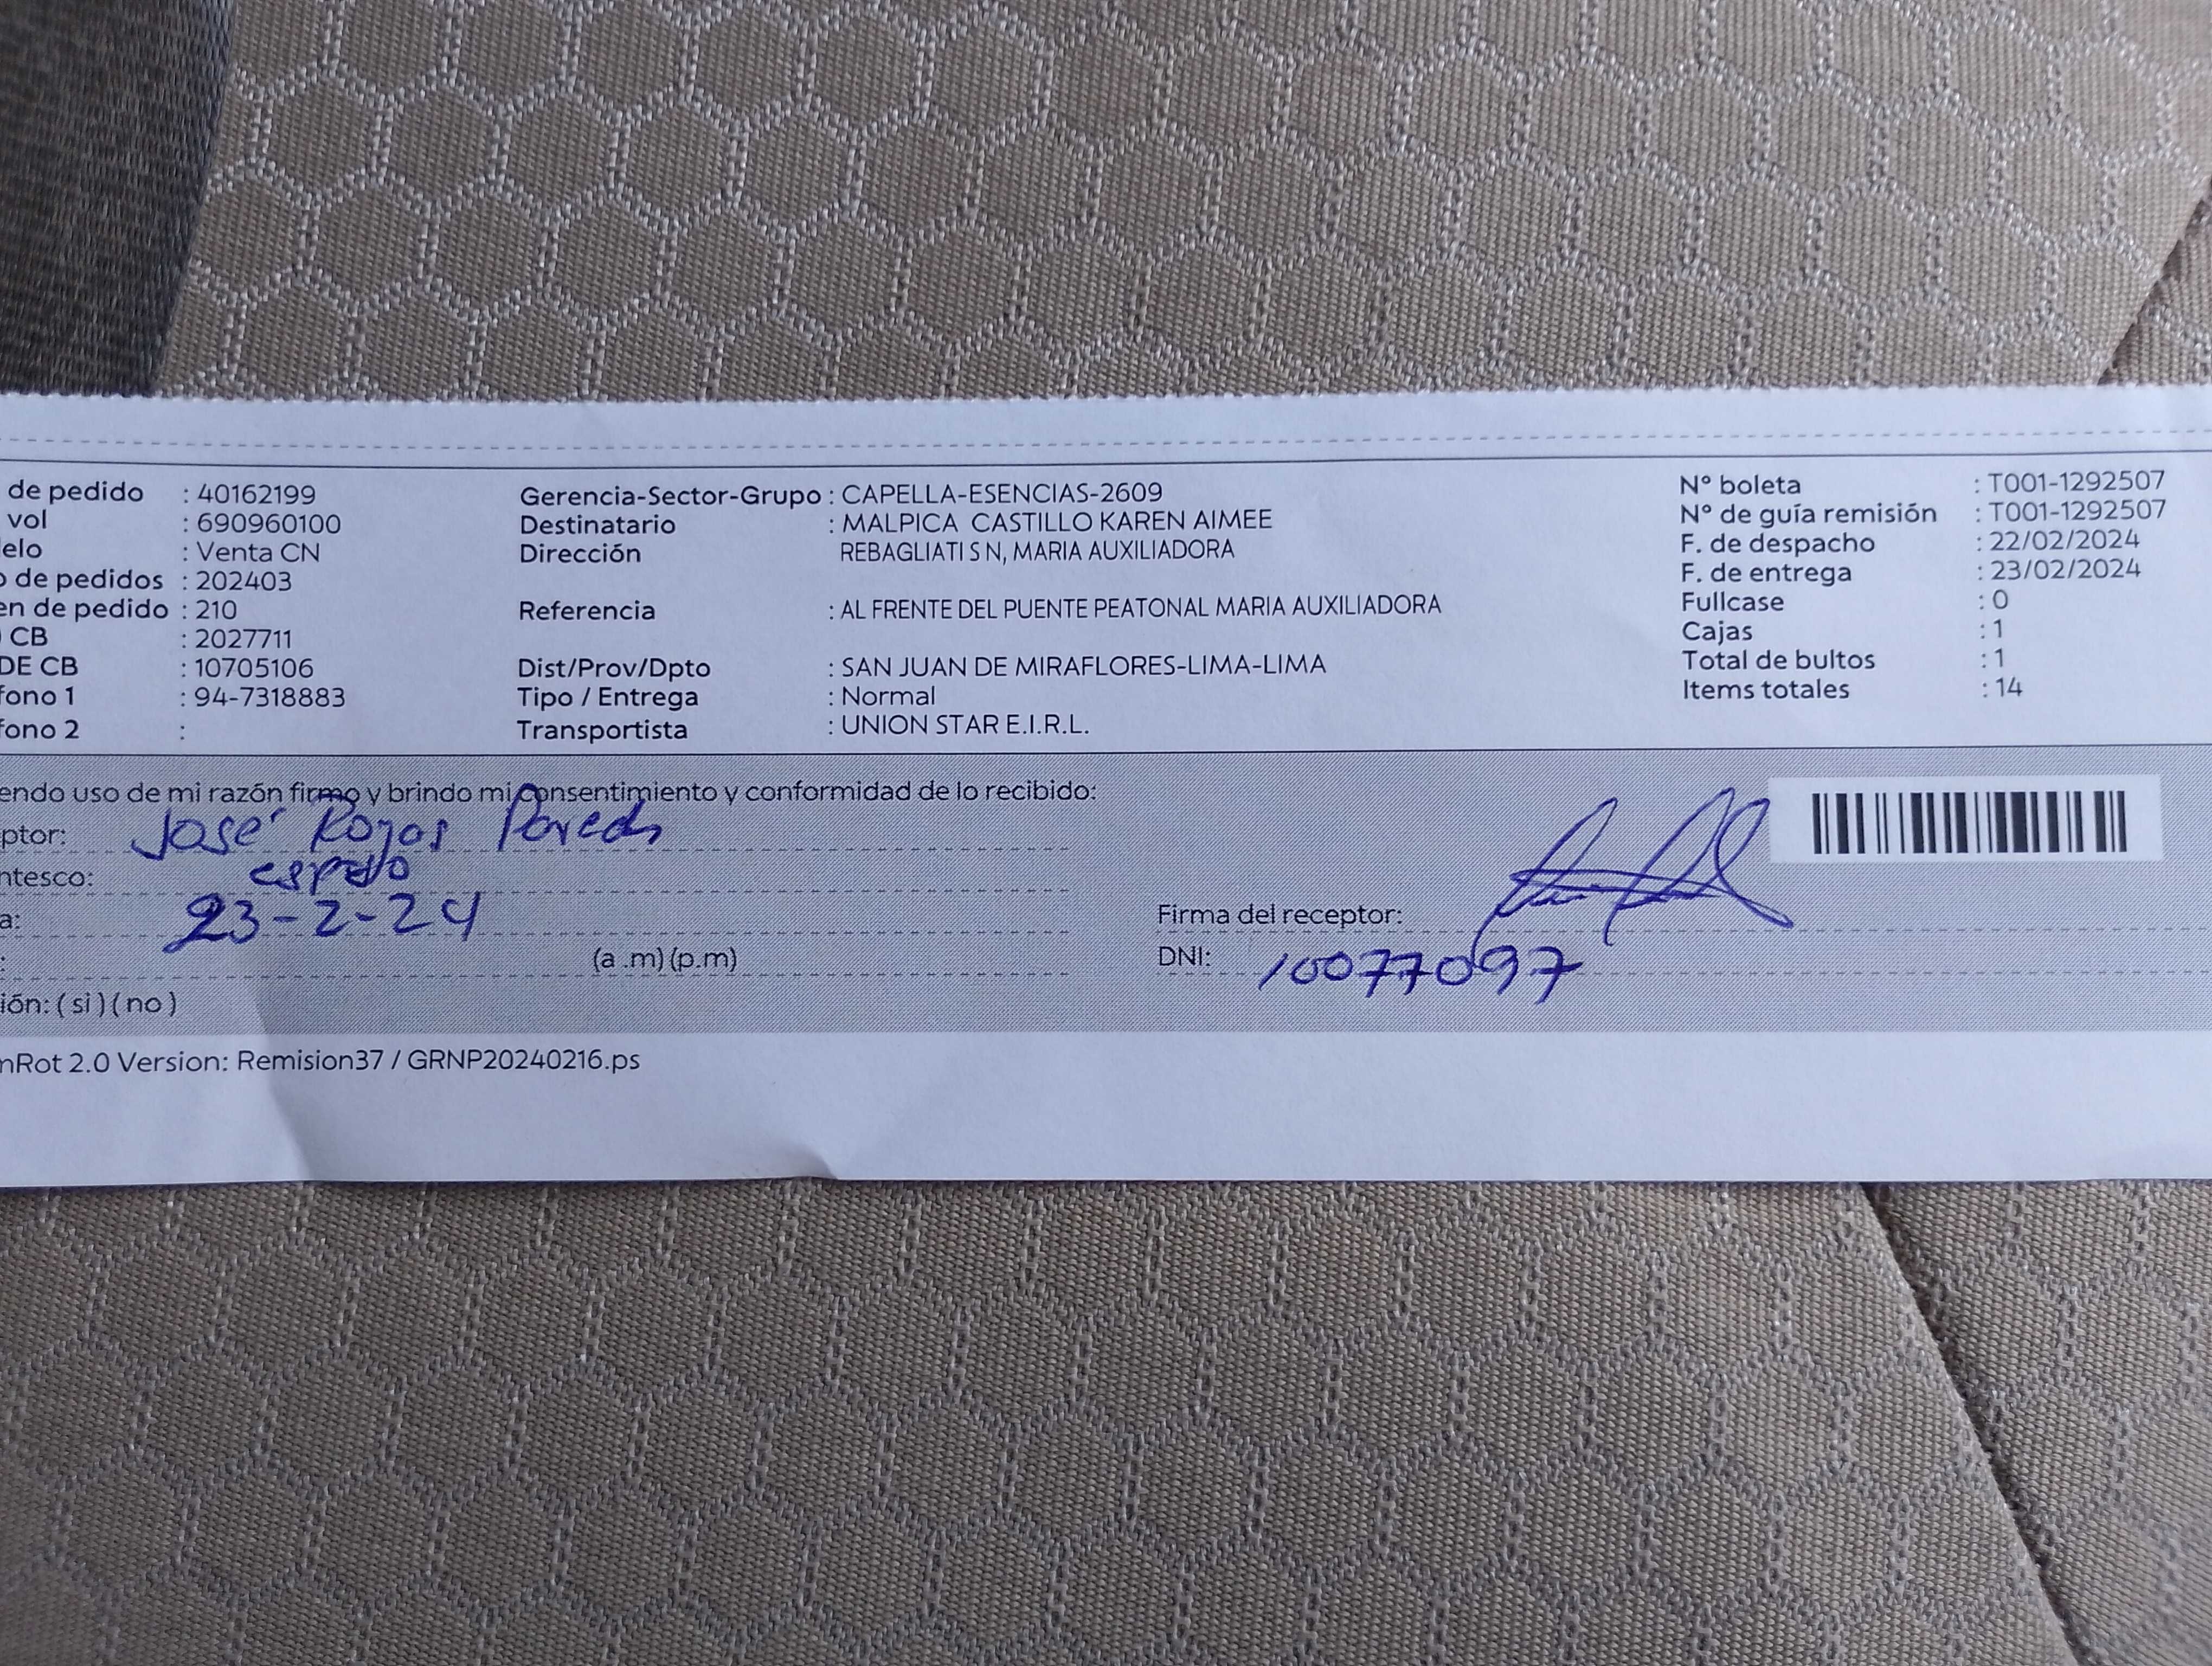 de pedido : 40162199 Gerencia-Sector-Grupo : CAPELLA-ESENCIAS-2609 N° boleta : T001-1292507
vol : 690960100 Destinatario : MALPICA CASTILLO KAREN AIMEE N° de guía remisión : T001-1292507
elo : Venta CN Dirección REBAGLIATI S N, MARIA AUXILIADORA F. de despacho : 22/02/2024
de pedidos : 202403 F. de entrega : 23/02/2024
en de pedido : 210 Referencia : AL FRENTE DEL PUENTE PEATONAL MARIA AUXILIADORA Fullcase : 0
CB : 2027711 Cajas : 1
DE CB : 10705106 Dist/Prov/Dpto : SAN JUAN DE MIRAFLORES-LIMA-LIMA Total de bultos : 1
fono 1 : 94-7318883 Tipo / Entrega : Normal Items totales : 14
fono 2 : Transportista : UNION STAR E.I.R.L.
endo uso de mi razón firmo y brindo mi consentimiento y conformidad de lo recibido:
ptor: José Rojas Paredes
ntesco:
a: 23-2-24 Firma del receptor:
: (a .m) (p.m) DNI: 10077097
ión: ( si ) ( no )
nRot 2.0 Version: Remision37 / GRNP20240216.ps